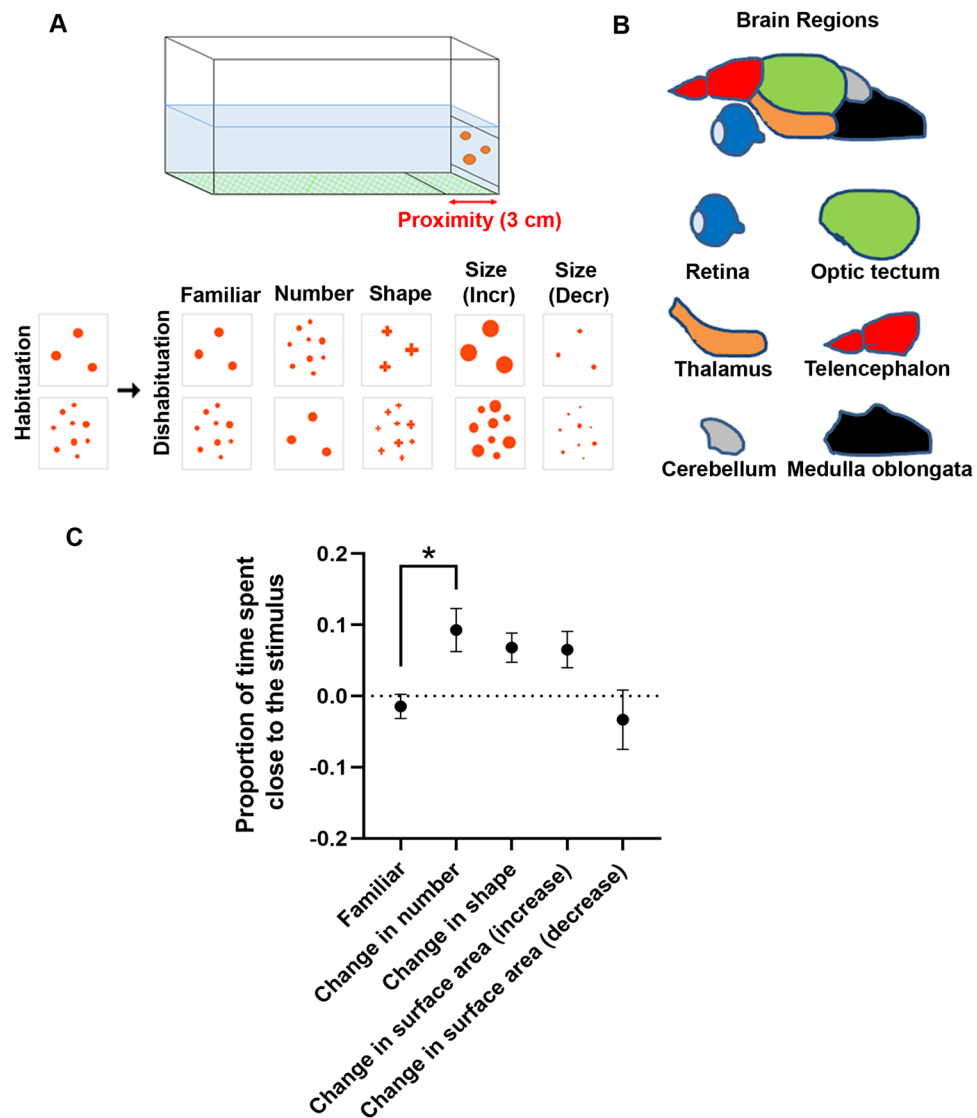 A
Proximity (3 cm)
Habituation
Dishabituation
Familiar
Number
Shape
Size
(Incr)
Size
(Decr)
B
Brain Regions
Retina
Optic tectum
Thalamus
Telencephalon
Cerebellum
Medulla oblongata
C
Proportion of time spent
close to the stimulus
0.2
0.1
0.0
-0.1
-0.2
*
Familiar
Change in number
Change in shape
Change in surface area (increase)
Change in surface area (decrease)